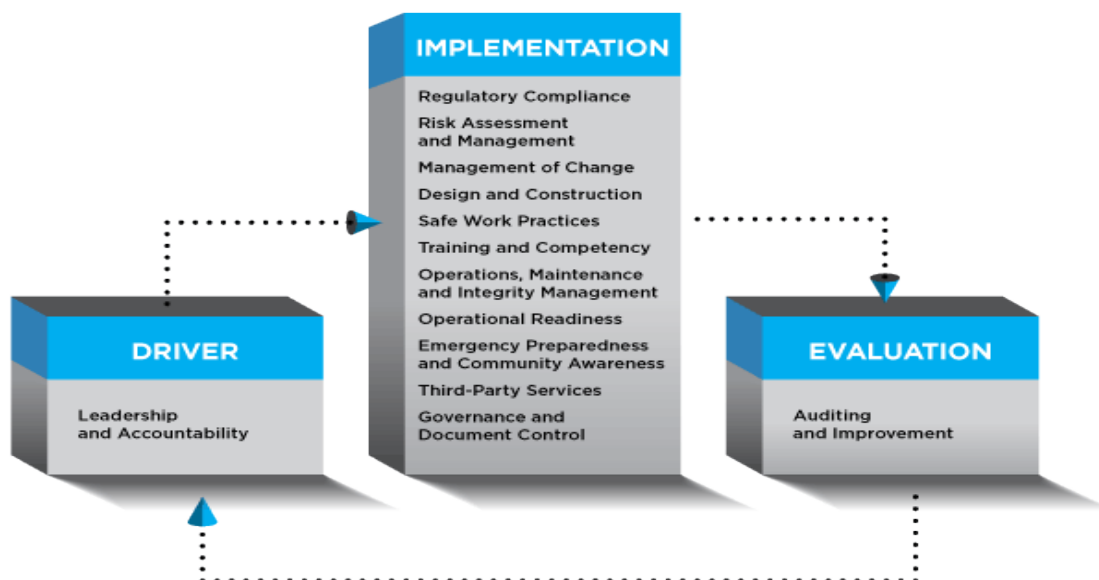 IMPLEMENTATION
Regulatory Compliance
Risk Assessment
and Management
Management of Change
Design and Construction
Safe Work Practices
Training and Competency
Operations, Maintenance
and Integrity Management
Operational Readiness
Emergency Preparedness
and Community Awareness
Third-Party Services
Governance and
Document Control
DRIVER
Leadership
and Accountability
EVALUATION
Auditing
and Improvement